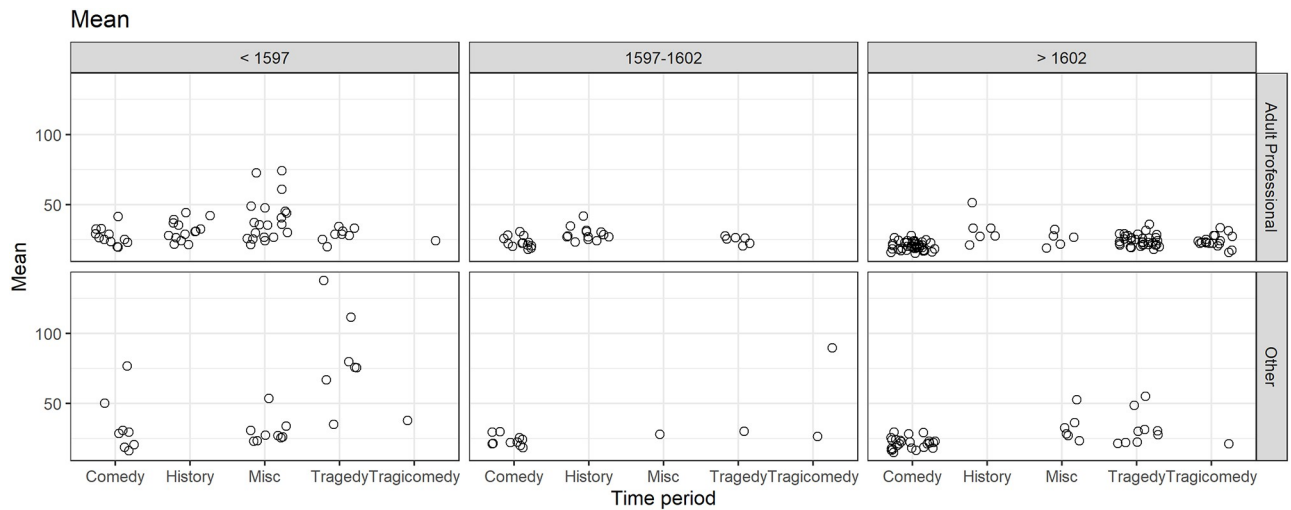 Mean
< 1597
1597-1602
> 1602
Mean
100
50
Adult Professional
100
50
Other
Comedy History Misc TragedyTragicomedy
Comedy History Misc TragedyTragicomedy
Comedy History Misc TragedyTragicomedy
Time period